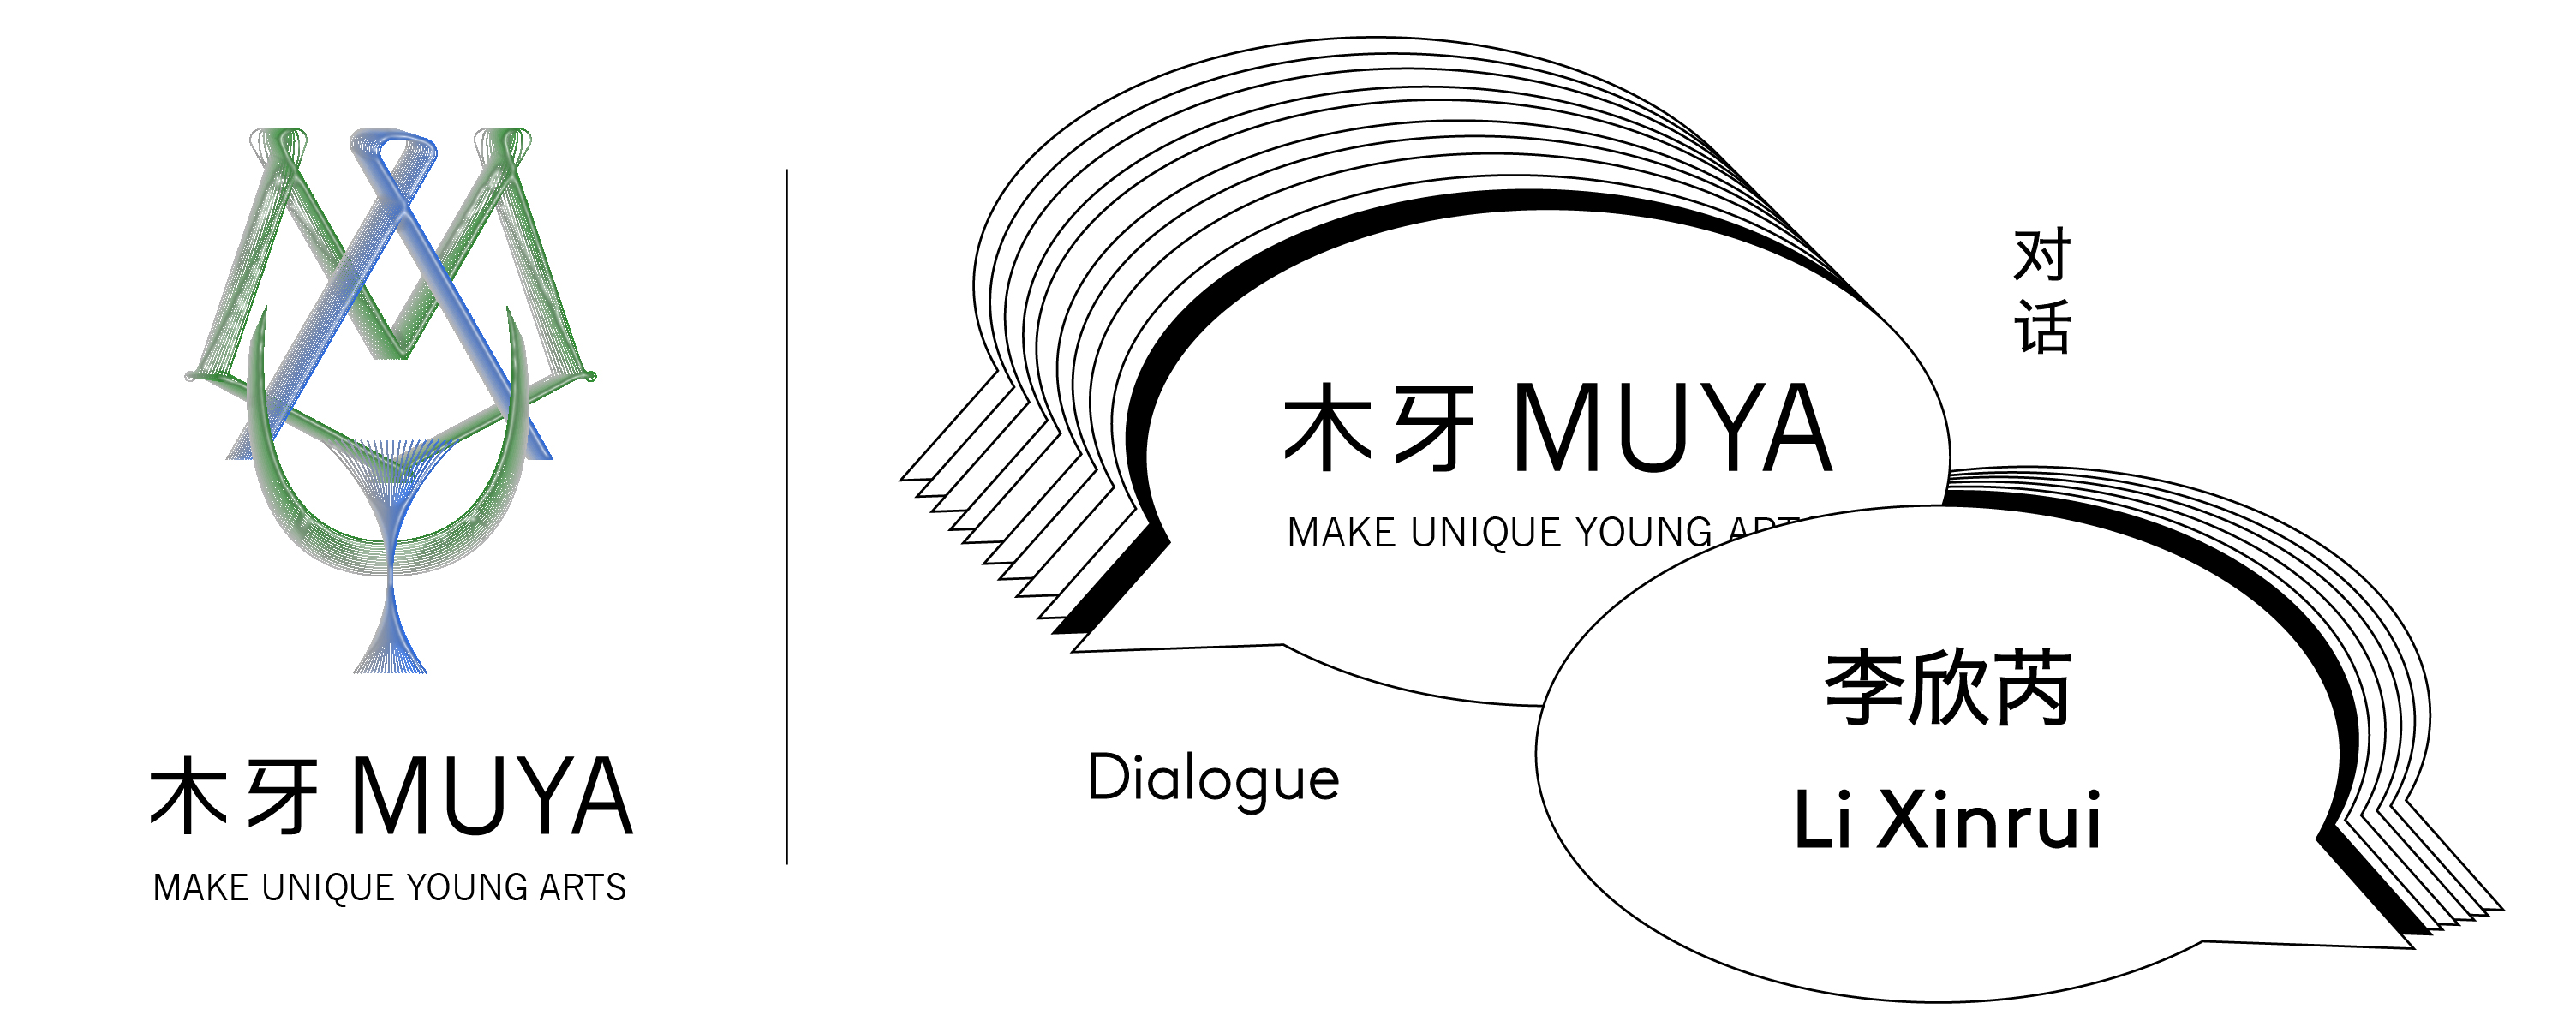 木牙 MUYA
MAKE UNIQUE YOUNG ARTS
对话
木牙 MUYA
MAKE UNIQUE YOUNG
李欣芮
Li Xinrui
Dialogue